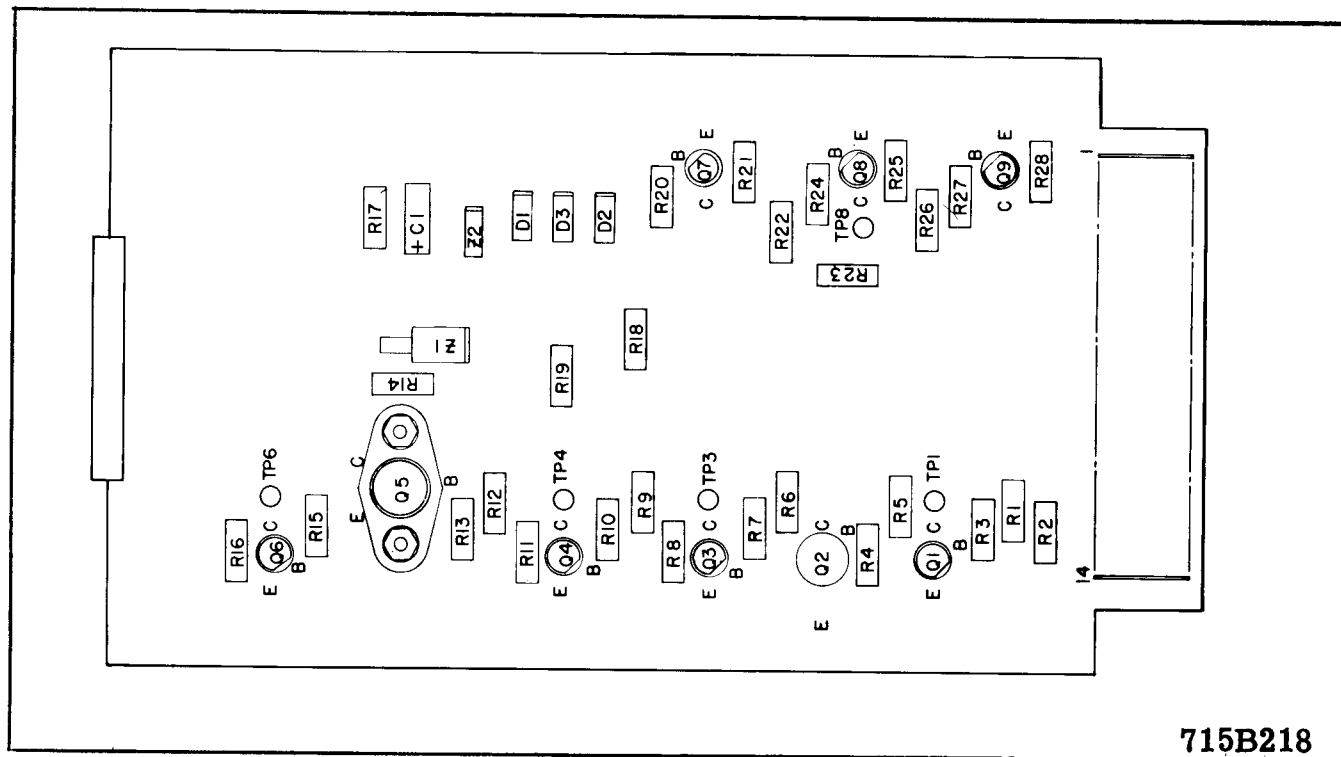 E
E
E
B
B
B
Q7
Q8
Q9
R21
R25
R28
R20
R24
R27
C
C
C
R17
+C1
Z2
D1
D3
D2
R22
TP8
R26
R23
1
Z1
R14
R19
R18
C
TP6
Q5
B
E
TP4
TP3
TP1
R16
C
R15
R13
R12
C
R10
R9
C
R7
R6
C
R5
C
R3
R1
R2
Q6
B
E
R11
Q4
B
E
R8
Q3
B
E
Q2
B
E
R4
Q1
B
E
14
715B218